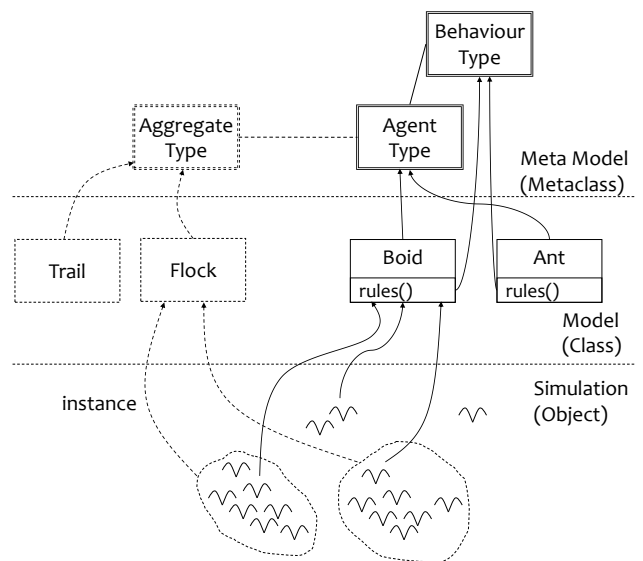 Behaviour
Type
Aggregate
Type
Agent
Type
Meta Model
(Metaclass)
Trail
Flock
Boid
rules()
Ant
rules()
Model
(Class)
instance
Simulation
(Object)